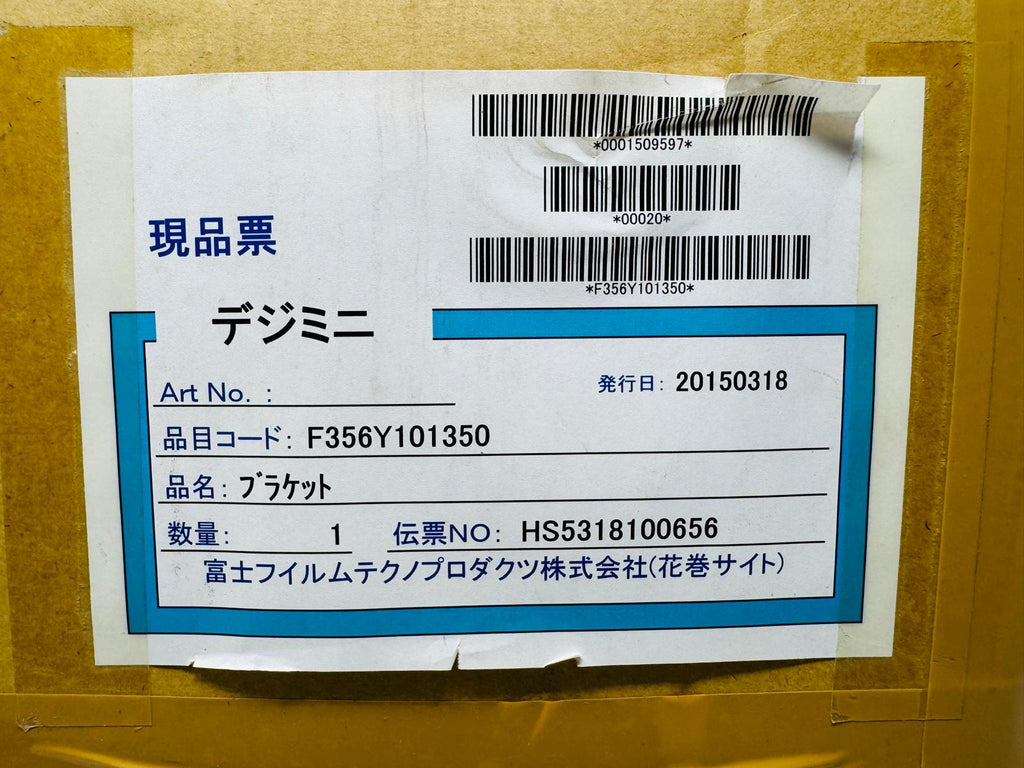 *0001509597*
*00020*
*F356Y101350*
現品票
デジミニ
Art No. :
発行日: 20150318
品目コード: F356Y101350
品名: ﾌﾞﾗｹｯﾄ
数量: 1 伝票NO: HS5318100656
富士フイルムテクノプロダクツ株式会社(花巻サイト)